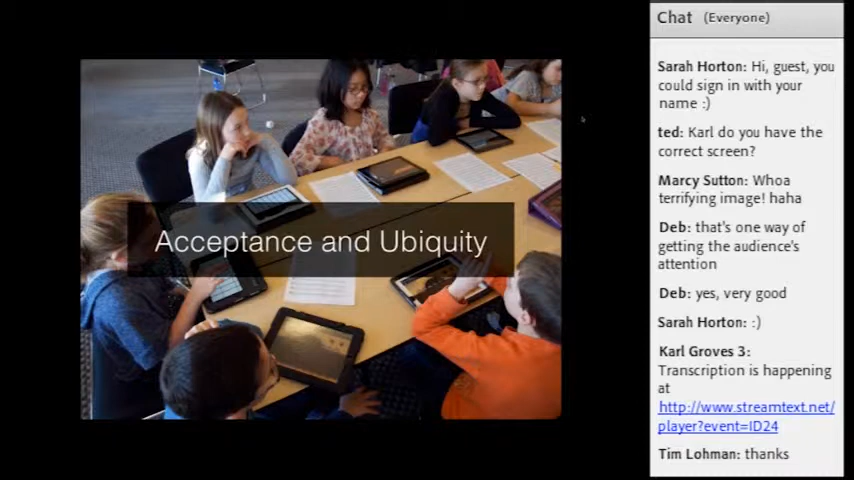 Acceptance and Ubiquity
Chat (Everyone)
Sarah Horton: Hi, guest, you
could sign in with your
name :)
ted: Karl do you have the
correct screen?
Marcy Sutton: Whoa
terrifying image! haha
Deb: that's one way of
getting the audience's
attention
Deb: yes, very good
Sarah Horton: :)
Karl Groves 3:
Transcription is happening
at
http://www.streamtext.net/
player?event=ID24
Tim Lohman: thanks